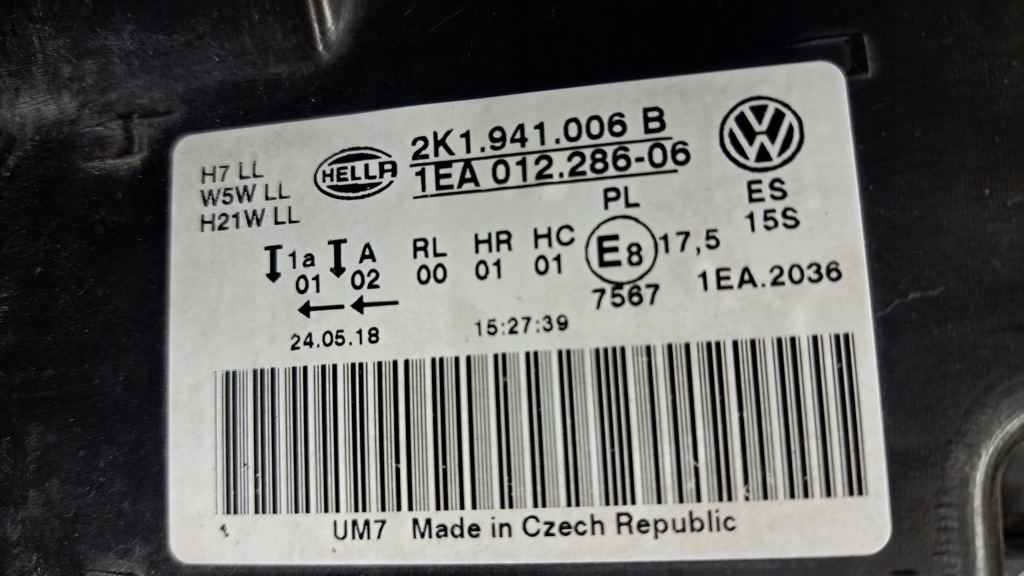 H7 LL
W5W LL
H21W LL
HELLA
2K1.941.006 B
1EA 012.286-06
VW
PL
ES
15S
1a A RL HR HC E8 17,5
01 02 00 01 01
7567
1EA.2036
24.05.18 15:27:39
UM7 Made in Czech Republic